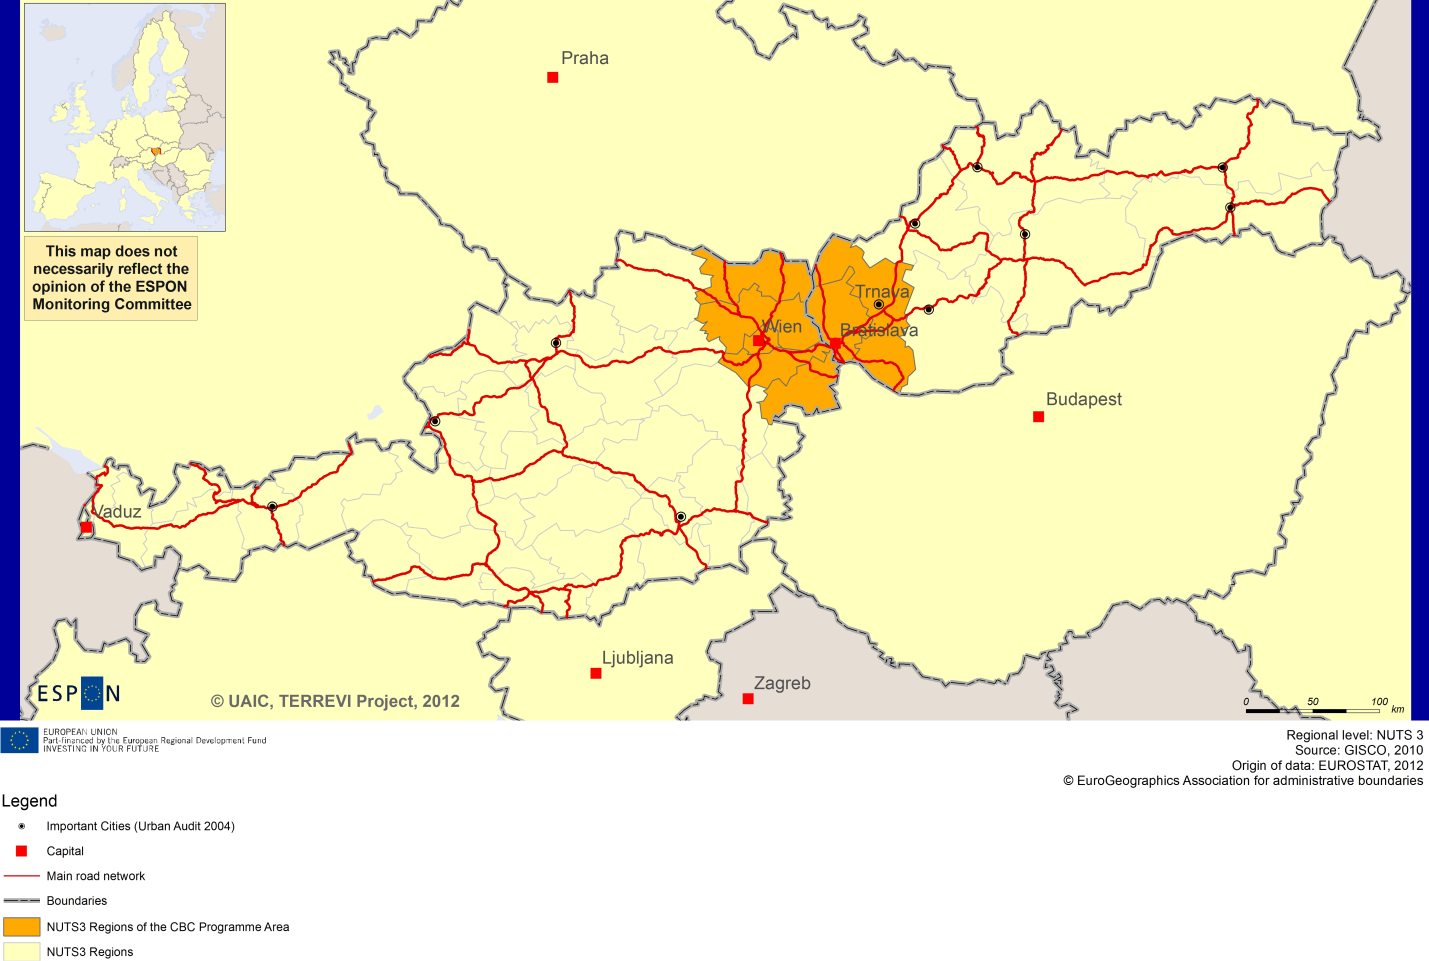 Praha
This map does not
necessarily reflect the
opinion of the ESPON
Monitoring Committee
Trnava
Wien
Bratislava
Budapest
Vaduz
Ljubljana
Zagreb
ESPON
© UAIC, TERREVI Project, 2012
0 50 100 km
EUROPEAN UNION
Part-financed by the European Regional Development Fund
INVESTING IN YOUR FUTURE
Regional level: NUTS 3
Source: GISCO, 2010
Origin of data: EUROSTAT, 2012
© EuroGeographics Association for administrative boundaries
Legend
Important Cities (Urban Audit 2004)
Capital
Main road network
Boundaries
NUTS3 Regions of the CBC Programme Area
NUTS3 Regions